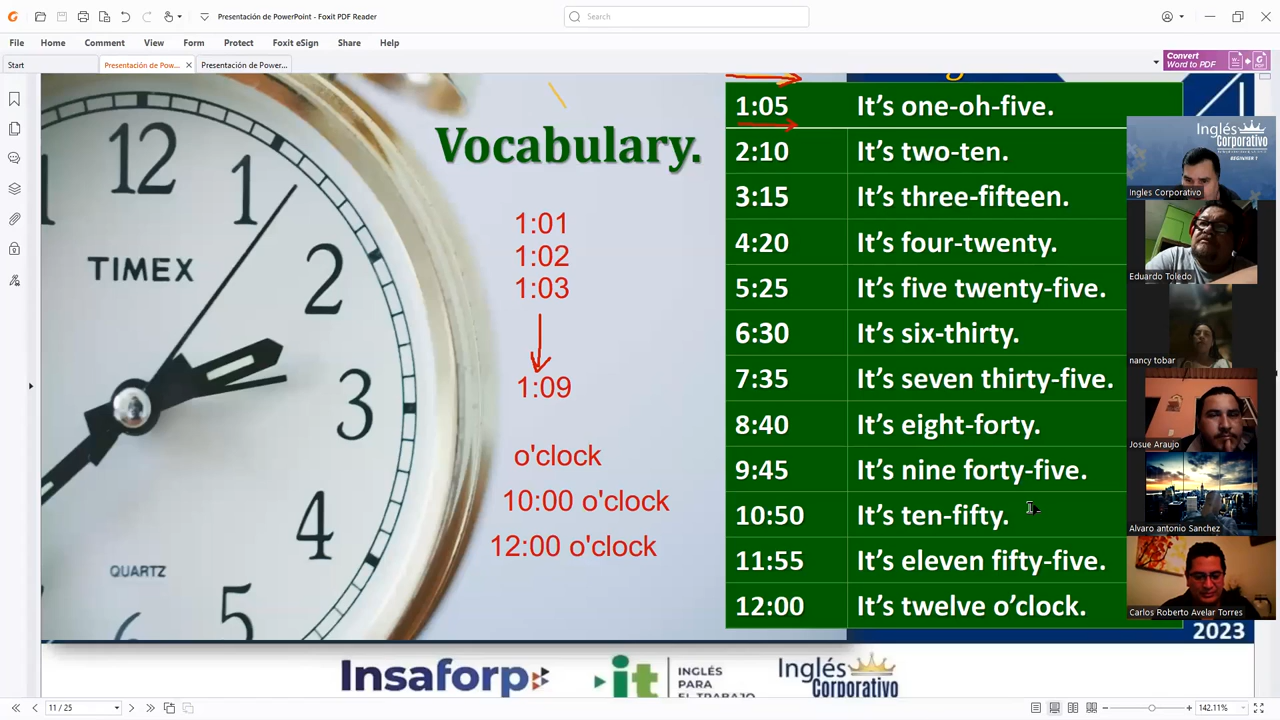 Presentación de PowerPoint - Foxit PDF Reader
Search
File Home Comment View Form Protect Foxit eSign Share Help
Convert
Word to PDF
Start
Presentación de Pow...
Presentación de Power...
Vocabulary.
12
1
2
3
4
5
6
TIMEX
QUARTZ
1:01
1:02
1:03
1:09
o'clock
10:00 o'clock
12:00 o'clock
1:05 It's one-oh-five.
2:10 It's two-ten.
3:15 It's three-fifteen.
4:20 It's four-twenty.
5:25 It's five twenty-five.
6:30 It's six-thirty.
7:35 It's seven thirty-five.
8:40 It's eight-forty.
9:45 It's nine forty-five.
10:50 It's ten-fifty.
11:55 It's eleven fifty-five.
12:00 It's twelve o'clock.
2023
Inglés
Corporativo
BEGINNER 1
Ingles Corporativo
Eduardo Toledo
nancy tobar
Josue Araujo
Alvaro antonio Sanchez
Carlos Roberto Avelar Torres
Insaforp
it
INGLÉS
PARA
EL TRABAJO
Inglés
Corporativo
11 / 25
142.11%